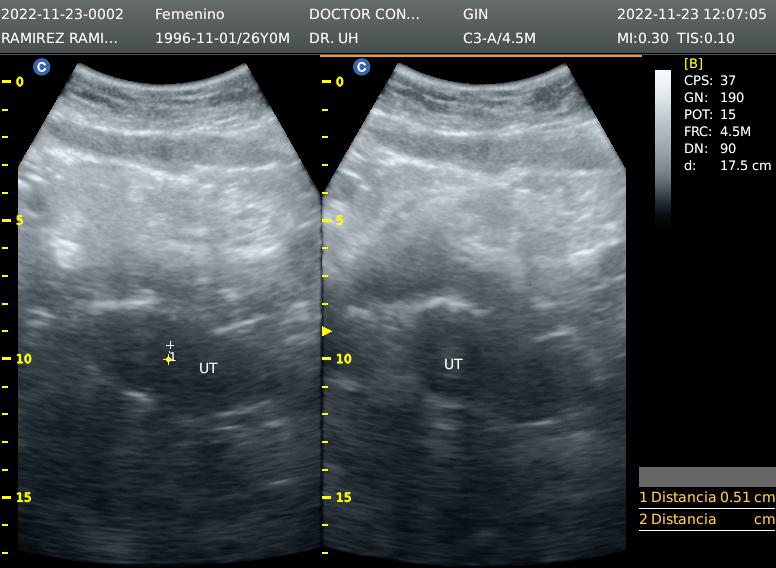 2022-11-23-0002 Femenino DOCTOR CON... GIN 2022-11-23 12:07:05
RAMIREZ RAMI... 1996-11-01/26Y0M DR. UH C3-A/4.5M MI:0.30 TIS:0.10
C C [B]
0 0 CPS: 37
GN: 190
POT: 15
FRC: 4.5M
DN: 90
d: 17.5 cm
5 5
1
10 UT 10 UT
15 15
1 Distancia 0.51 cm
2 Distancia cm